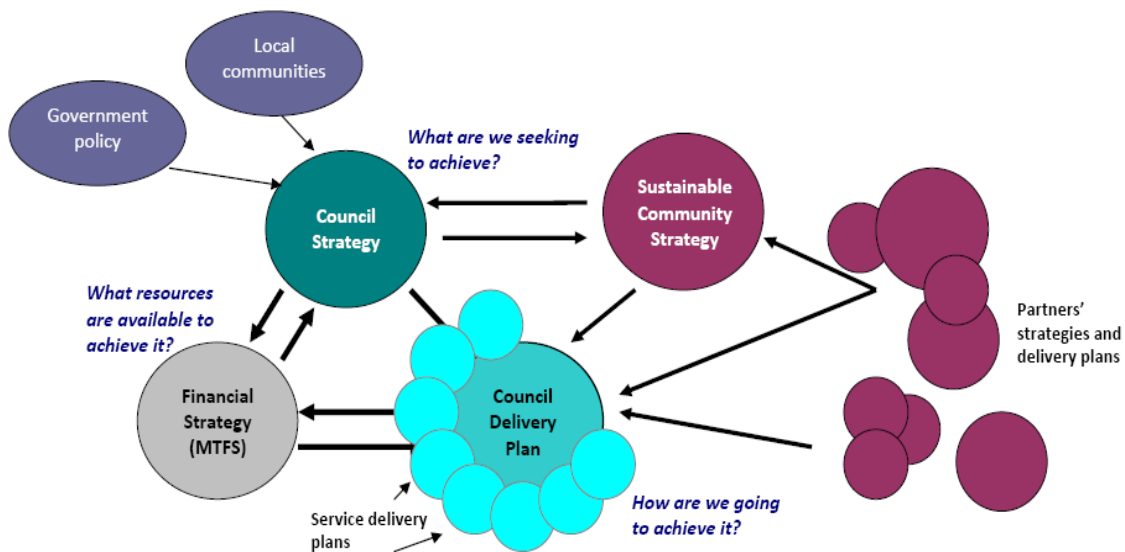 Local
communities
Government
policy
What are we seeking
to achieve?
Council
Strategy
Sustainable
Community
Strategy
What resources
are available to
achieve it?
Partners’
strategies and
delivery plans
Financial
Strategy
(MTFS)
Council
Delivery
Plan
How are we going
to achieve it?
Service delivery
plans